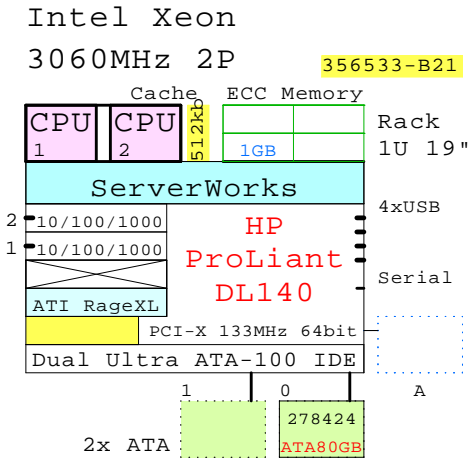 Intel Xeon
3060MHz 2P
356533-B21
Cache
ECC Memory
CPU
1
CPU
2
512kb
1GB
Rack
1U 19"
ServerWorks
4xUSB
2
10/100/1000
1
10/100/1000
HP
ProLiant
DL140
Serial
ATI RageXL
PCI-X 133MHz 64bit
Dual Ultra ATA-100 IDE
1
0
A
278424
2x ATA
ATA80GB